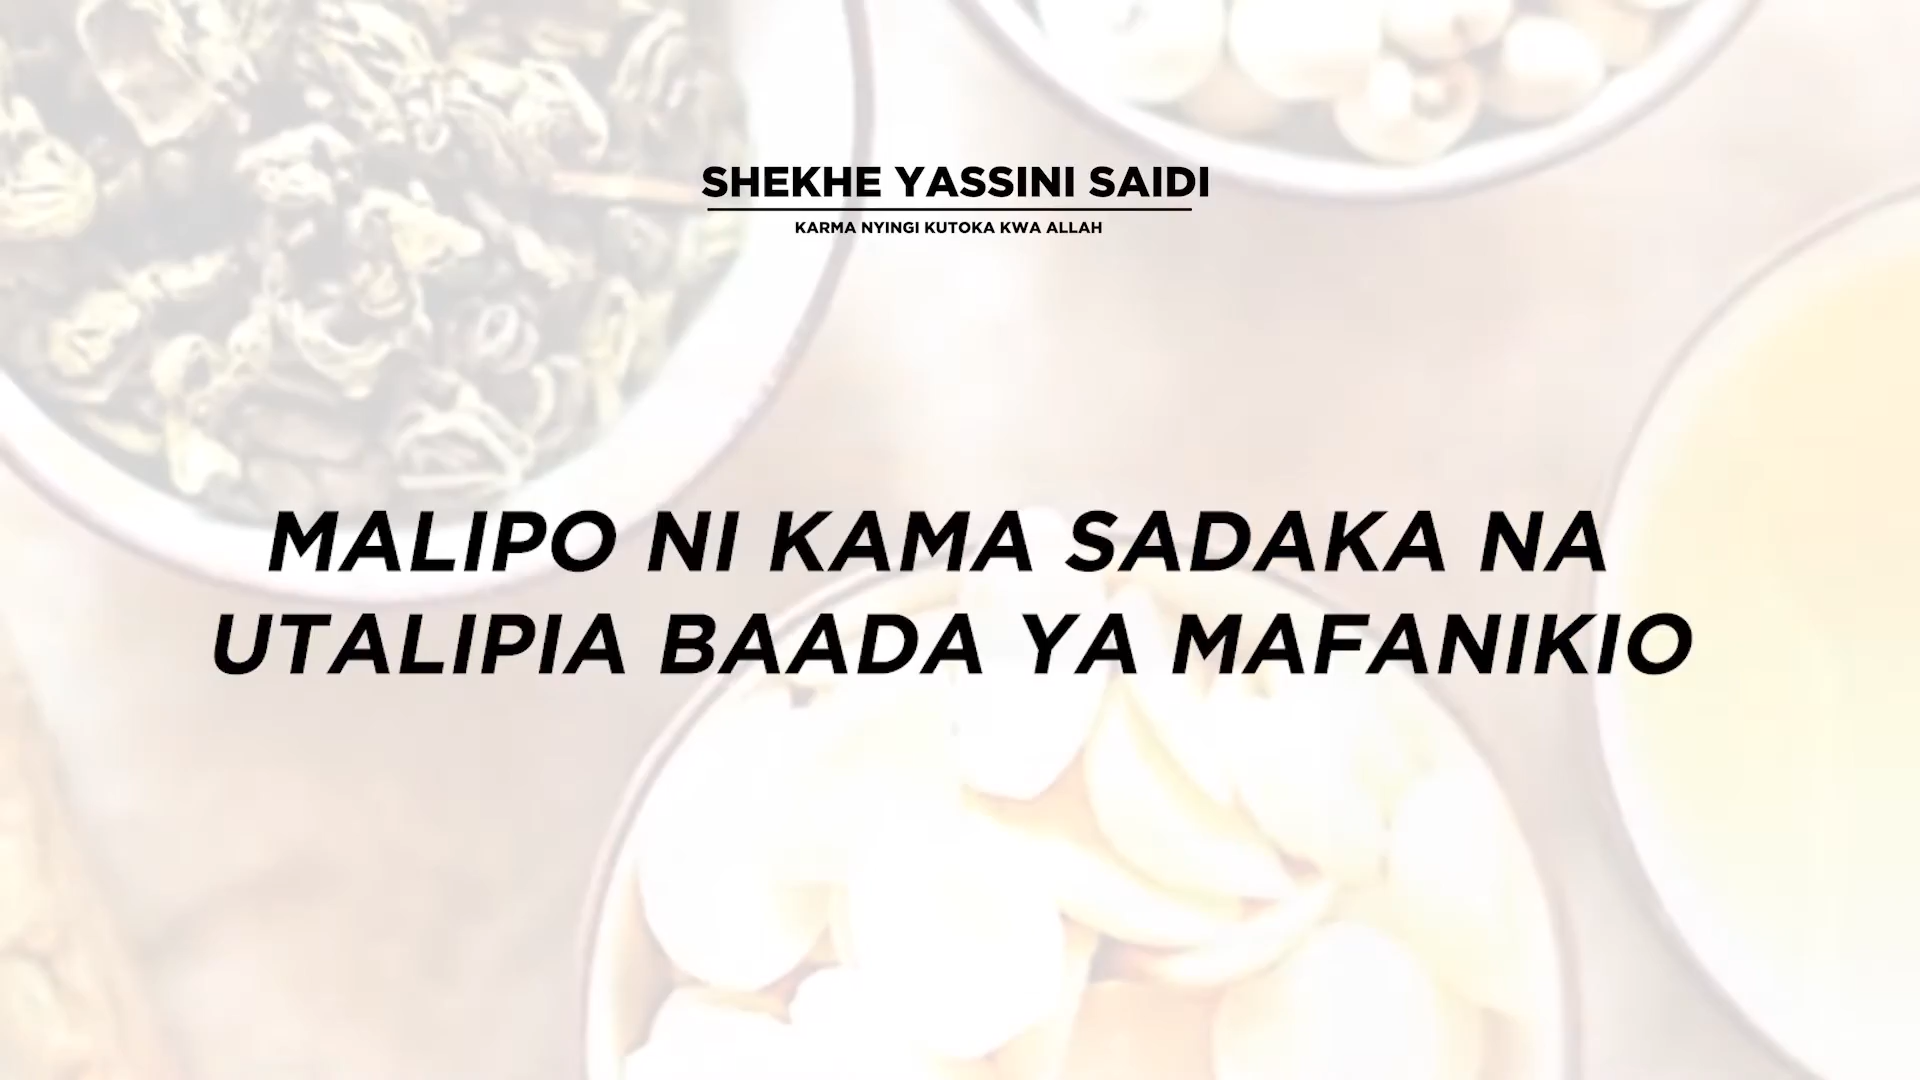 SHEKHE YASSINI SAIDI
KARMA NYINGI KUTOKA KWA ALLAH
MALIPO NI KAMA SADAKA NA
UTALIPIA BAADA YA MAFANIKIO